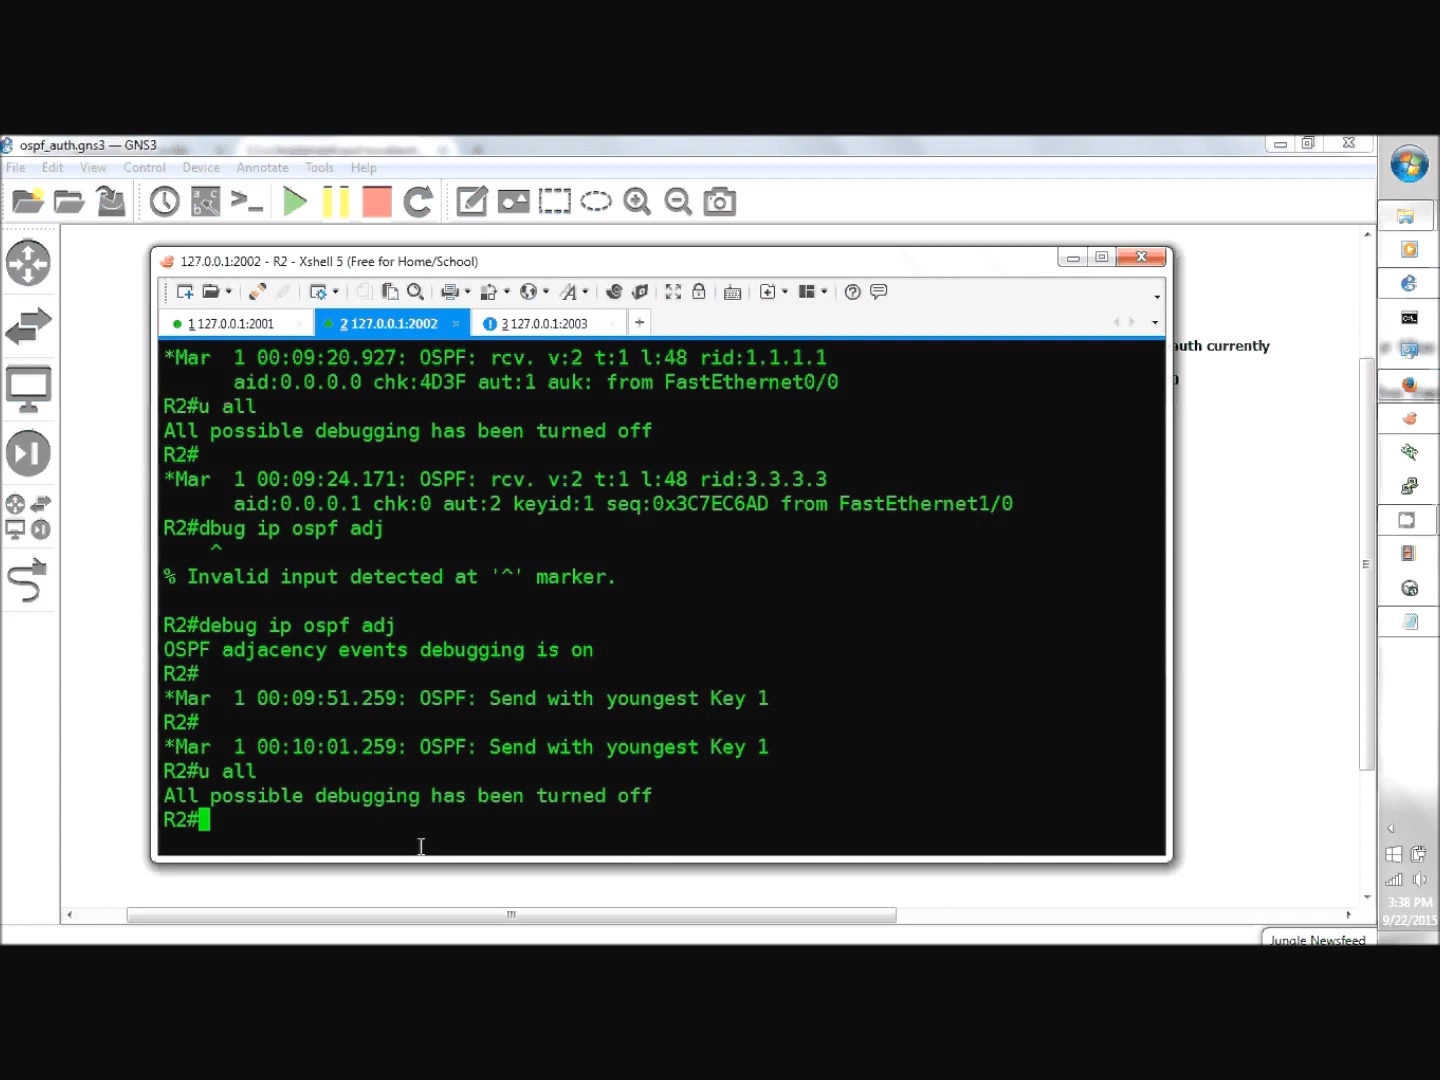 ospf_auth.gns3 — GNS3
File Edit View Control Device Annotate Tools Help
127.0.0.1:2002 - R2 - Xshell 5 (Free for Home/School)
1 127.0.0.1:2001
2 127.0.0.1:2002
3 127.0.0.1:2003
auth currently
*Mar  1 00:09:20.927: OSPF: rcv. v:2 t:1 l:48 rid:1.1.1.1
      aid:0.0.0.0 chk:4D3F aut:1 auk: from FastEthernet0/0
R2#u all
All possible debugging has been turned off
R2#
*Mar  1 00:09:24.171: OSPF: rcv. v:2 t:1 l:48 rid:3.3.3.3
      aid:0.0.0.1 chk:0 aut:2 keyid:1 seq:0x3C7EC6AD from FastEthernet1/0
R2#dbug ip ospf adj
    ^
% Invalid input detected at '^' marker.
R2#debug ip ospf adj
OSPF adjacency events debugging is on
R2#
*Mar  1 00:09:51.259: OSPF: Send with youngest Key 1
R2#
*Mar  1 00:10:01.259: OSPF: Send with youngest Key 1
R2#u all
All possible debugging has been turned off
R2#
3:38 PM
9/22/2015
Jungle Newsfeed